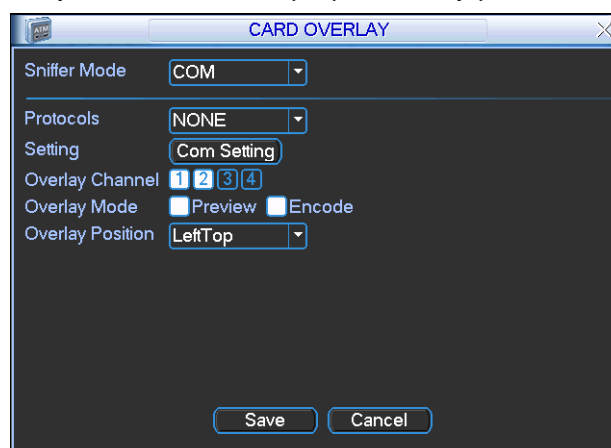 ATM
CARD OVERLAY
Sniffer Mode COM
Protocols NONE
Setting Com Setting
Overlay Channel 1 2 3 4
Overlay Mode Preview Encode
Overlay Position LeftTop
Save Cancel